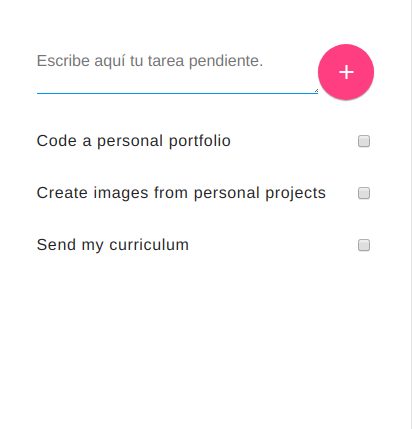 Escribe aquí tu tarea pendiente.
+
Code a personal portfolio
Create images from personal projects
Send my curriculum